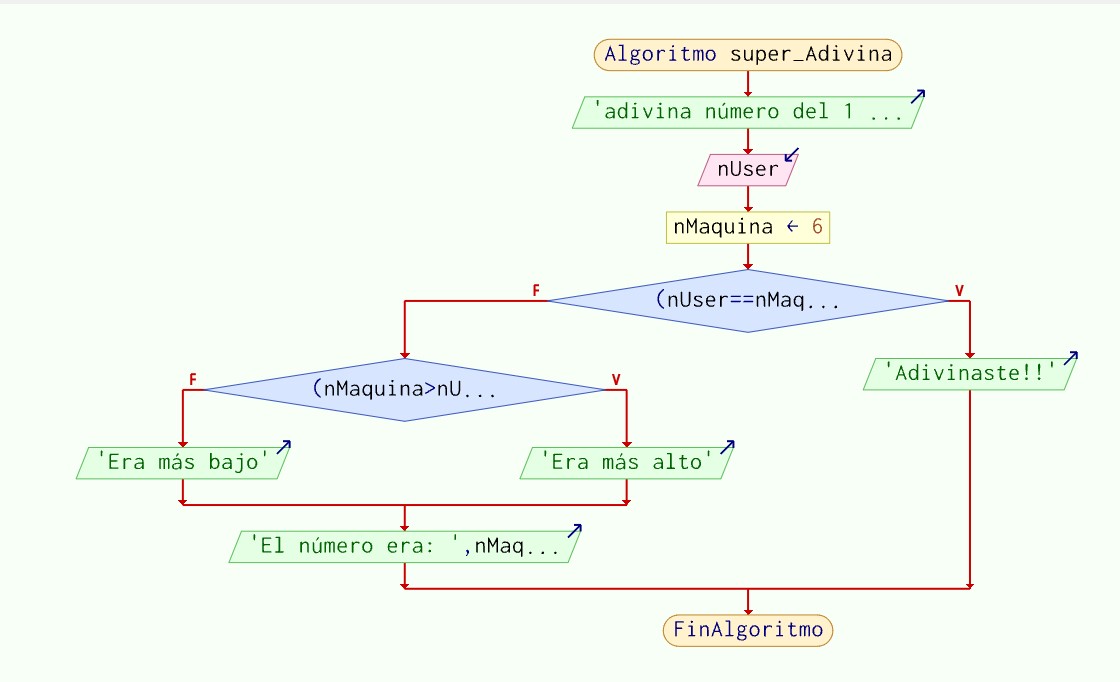 Algoritmo super_Adivina
'adivina número del 1 ...
nUser
nMaquina ← 6
F
(nUser==nMaq...
V
F
(nMaquina>nU...
V
'Adivinaste!!'
'Era más bajo'
'Era más alto'
'El número era: ',nMaq...
FinAlgoritmo